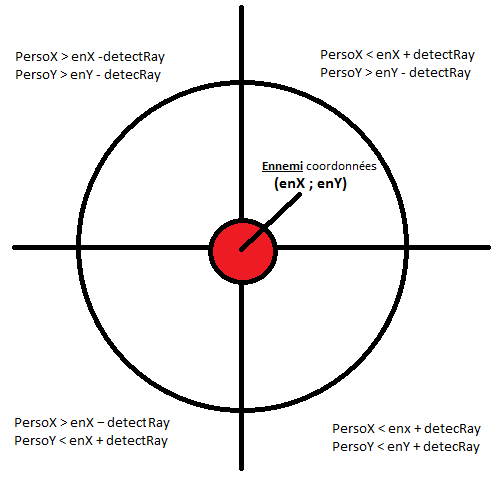 PersoX > enX -detectRay
PersoY > enY - detecRay
PersoX < enX + detectRay
PersoY > enY - detectRay
Ennemi coordonnées
(enX ; enY)
PersoX > enX – detectRay
PersoY < enX + detectRay
PersoX < enx + detecRay
PersoY < enY + detecRay